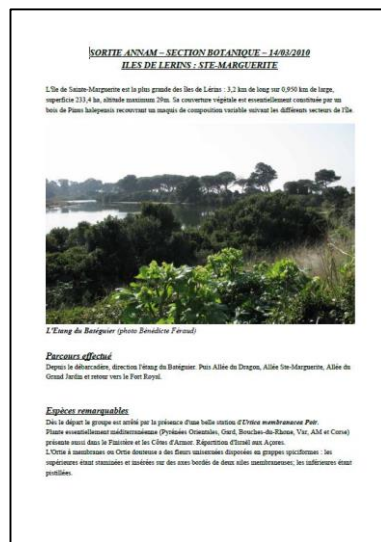 SORTIE ANNAM – SECTION BOTANIQUE – 14/03/2010
ILES DE LERINS : STE-MARGUERITE
L'Ile de Sainte-Marguerite est la plus grande des Iles de Lérins : 3,2 km de long sur 0,950 km de large,
superficie 233,4 ha, altitude maximum 29m. Sa couverture végétale est essentiellement constituée par un
bois de Pinus halepensis recouvrant un maquis de composition variable suivant les différents secteurs de l'île.
L'Etang du Batéguier (photo Bénédicte Féraud)
Parcours effectué
Depuis le débarcadère, direction l'étang du Batéguier. Puis Allée du Dragon, Allée Ste-Marguerite, Allée du
Grand Jardin et retour vers le Fort Royal.
Espèces remarquables
Dès le départ le groupe est arrêté par la présence d'une belle station d'Urtica membranacea Poir.
Plante essentiellement méditerranéenne (Pyrénées Orientales, Gard, Bouches-du-Rhone, Var, AM et Corse)
présente aussi dans le Finistère et les Côtes d'Armor. Répartition d'Israël aux Açores.
L'Ortie à membranes ou Ortie douteuse a des fleurs unisexuées disposées en grappes spiciformes : les
supérieures étant staminées et insérées sur des axes bordés de deux ailes membraneuses, les inférieures étant
pistillées.